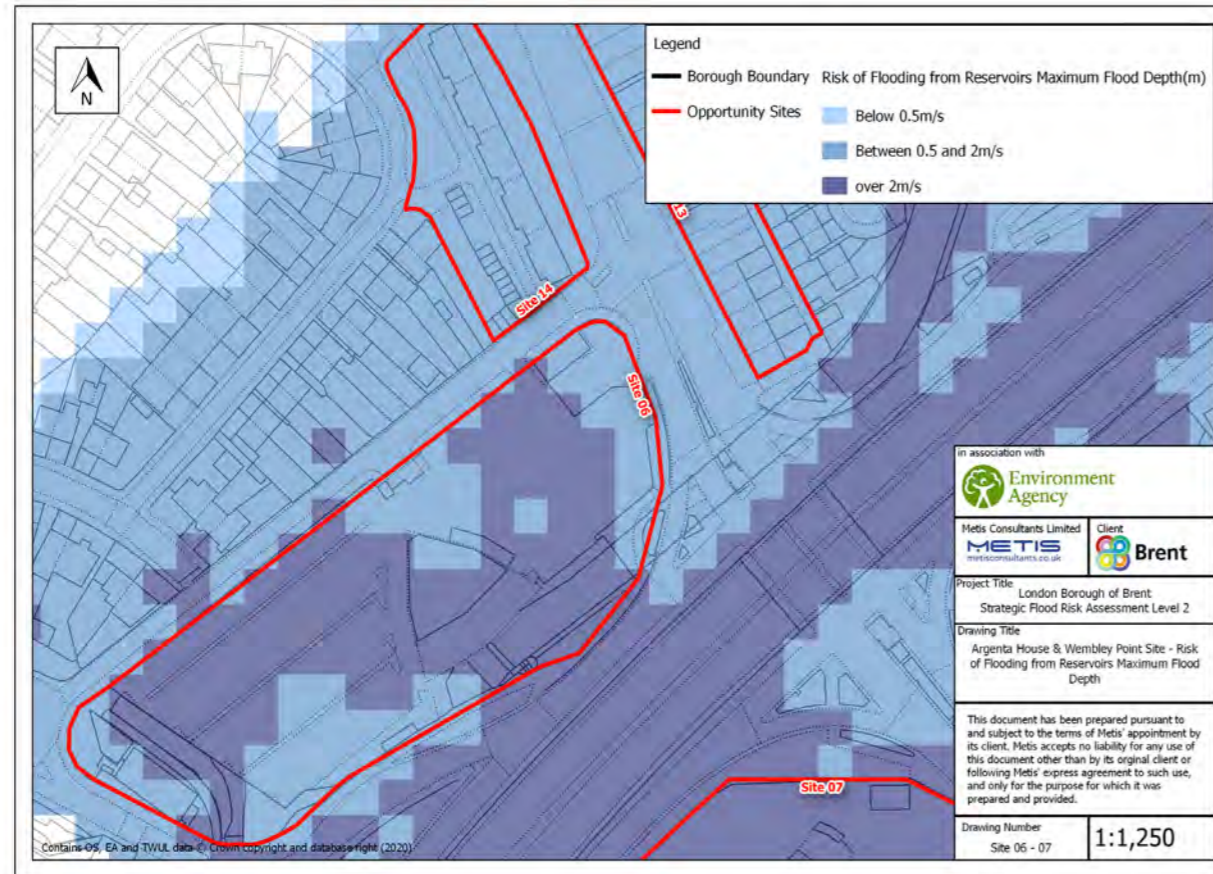 N
Legend
Borough Boundary
Risk of Flooding from Reservoirs Maximum Flood Depth(m)
Opportunity Sites
Below 0.5m/s
Between 0.5 and 2m/s
over 2m/s
13
Site 14
Site 06
Site 07
in association with
Environment
Agency
Metis Consultants Limited
METIS
metisconsultants.co.uk
Client
Brent
Project Title
London Borough of Brent
Strategic Flood Risk Assessment Level 2
Drawing Title
Argenta House & Wembley Point Site - Risk
of Flooding from Reservoirs Maximum Flood
Depth
This document has been prepared pursuant to
and subject to the terms of Metis' appointment by
its client. Metis accepts no liability for any use of
this document other than by its orginal client or
following Metis' express agreement to such use,
and only for the purpose for which it was
prepared and provided.
Drawing Number
Site 06 - 07
1:1,250
Contains OS, EA and TWUL data © Crown copyright and database right (2020)